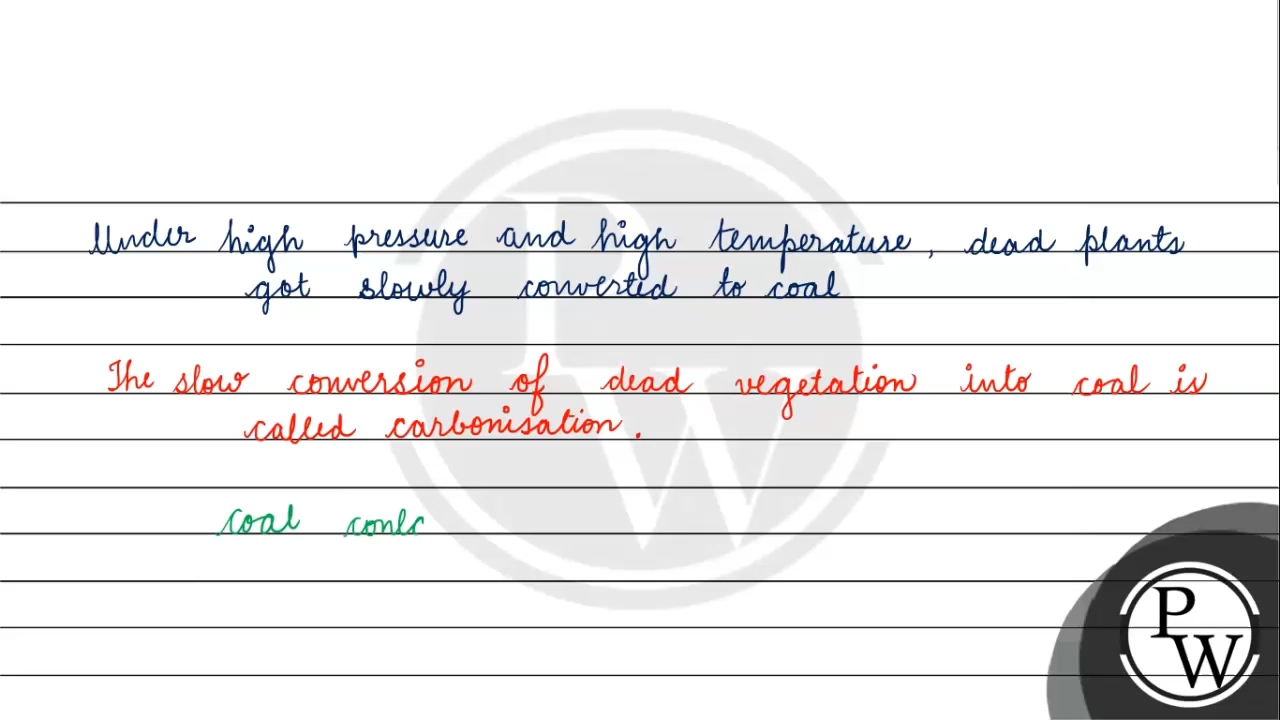 Under high pressure and high temperature, dead plants
got slowly converted to coal
The slow conversion of dead vegetation into coal is
called carbonisation.
coal
P
W
PW